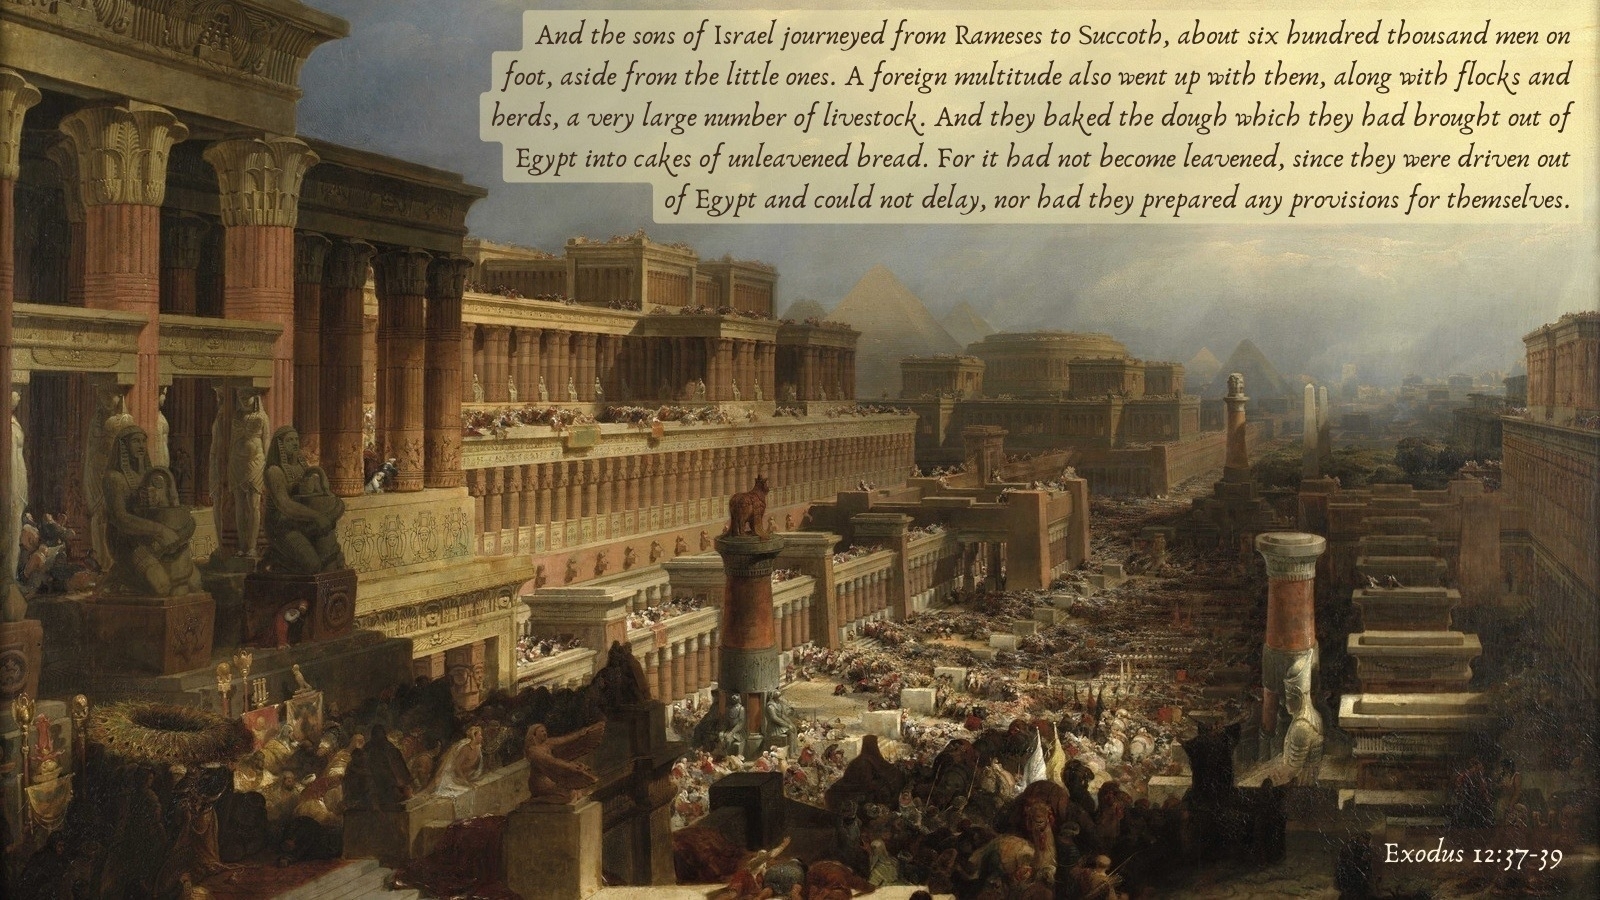 And the sons of Israel journeyed from Rameses to Succoth, about six hundred thousand men on
foot, aside from the little ones. A foreign multitude also went up with them, along with flocks and
herds, a very large number of livestock. And they baked the dough which they had brought out of
Egypt into cakes of unleavened bread. For it had not become leavened, since they were driven out
of Egypt and could not delay, nor had they prepared any provisions for themselves.
Exodus 12:37-39